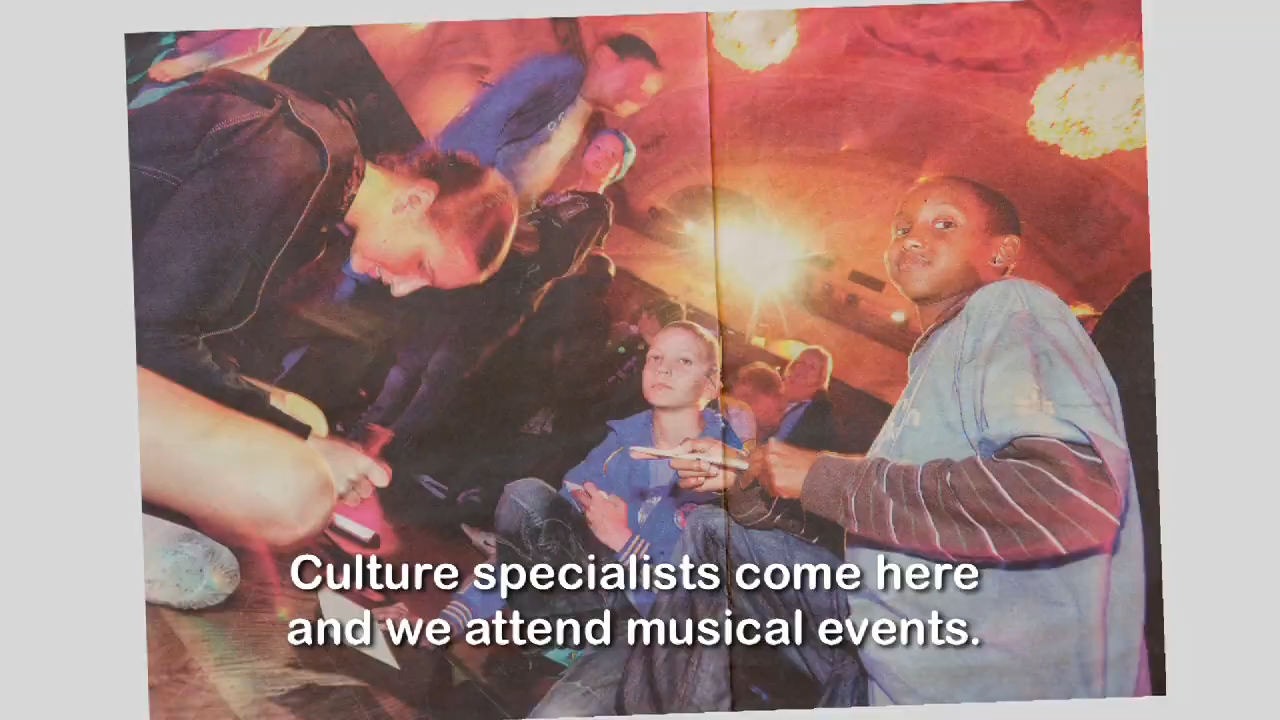 Culture specialists come here
and we attend musical events.